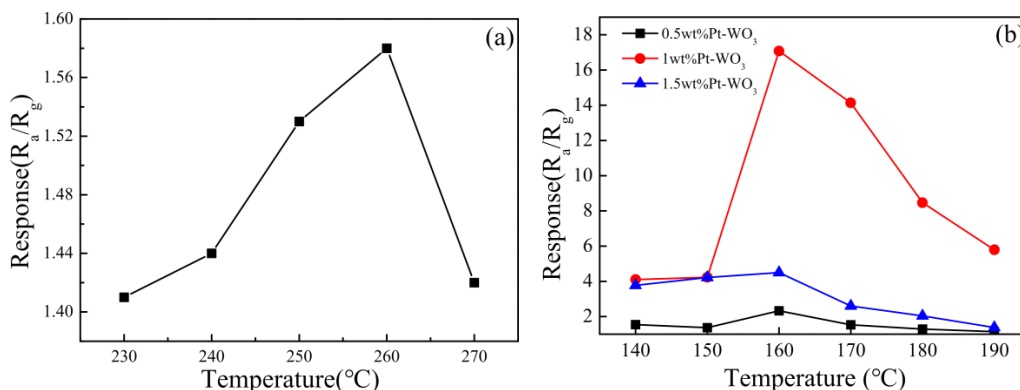 (a)
Response(Ra/Rg)
1.60
1.56
1.52
1.48
1.44
1.40
230 240 250 260 270
Temperature(°C)
(b)
0.5wt%Pt-WO3
1wt%Pt-WO3
1.5wt%Pt-WO3
Response(Ra/Rg)
18
16
14
12
10
8
6
4
2
140 150 160 170 180 190
Temperature (°C)